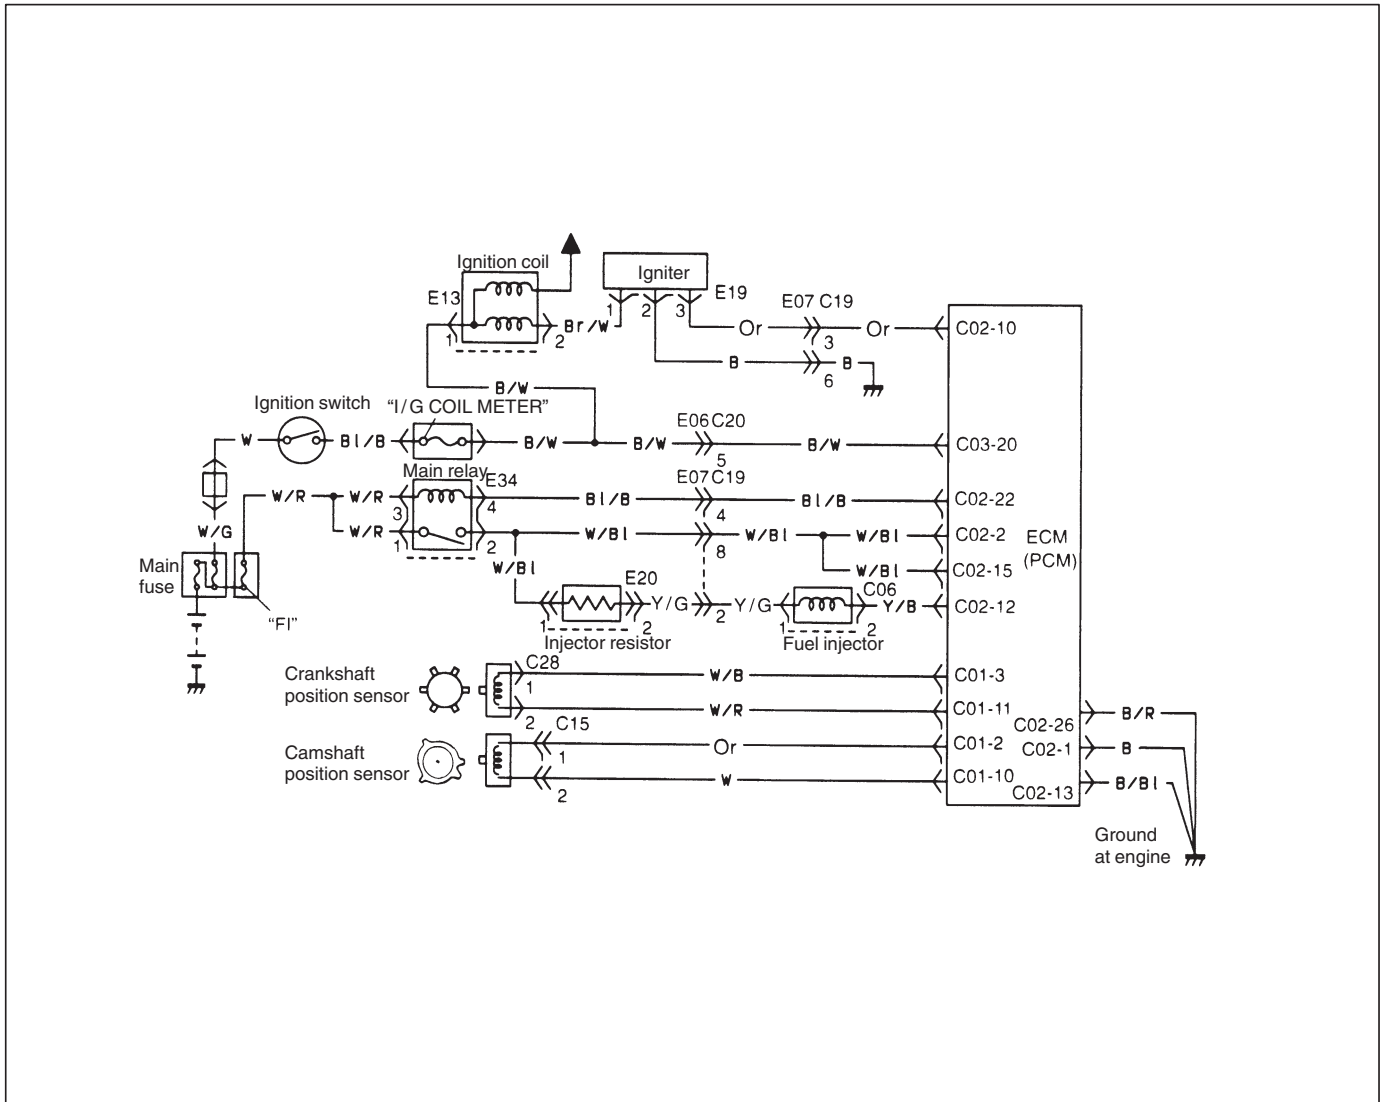 Ignition coil
Igniter
E13
E19
E07 C19
1
2
3
1
2
Br/W
Or
Or
C02-10
3
B
B
6
B/W
Ignition switch
"I/G COIL METER"
E06 C20
W
Bl/B
B/W
B/W
B/W
C03-20
5
Main relay
E34
E07 C19
W/R
W/R
Bl/B
Bl/B
C02-22
3
4
4
W/G
W/R
W/Bl
W/Bl
W/Bl
C02-2
ECM
(PCM)
1
2
8
Main
fuse
W/Bl
W/Bl
C02-15
E20
C06
Y/G
Y/G
Y/B
C02-12
"FI"
1
2
2
1
2
Injector resistor
Fuel injector
Crankshaft
position sensor
C28
1
W/B
C01-3
2
W/R
C01-11
C02-26
B/R
C15
Camshaft
position sensor
1
Or
C01-2
C02-1
B
2
W
C01-10
C02-13
B/Bl
Ground
at engine